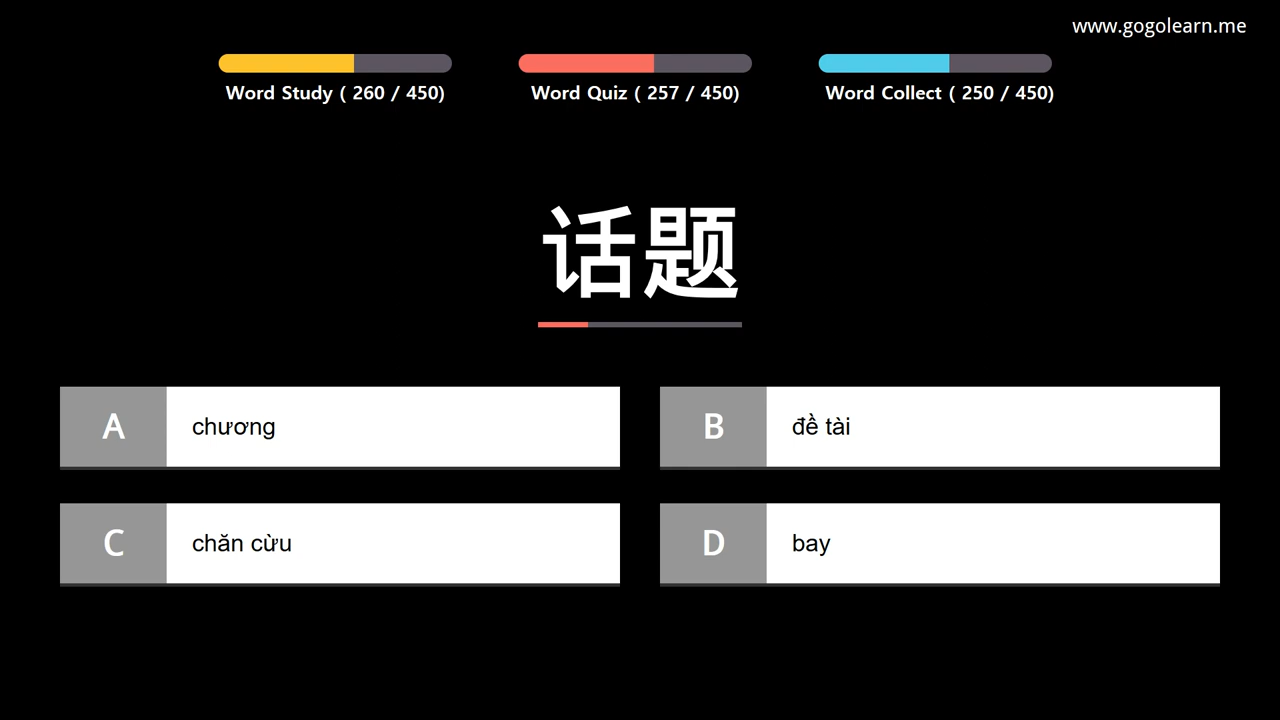 www.gogolearn.me
Word Study ( 260 / 450)
Word Quiz ( 257 / 450)
Word Collect ( 250 / 450)
话题
A chương
B đề tài
C chăn cừu
D bay